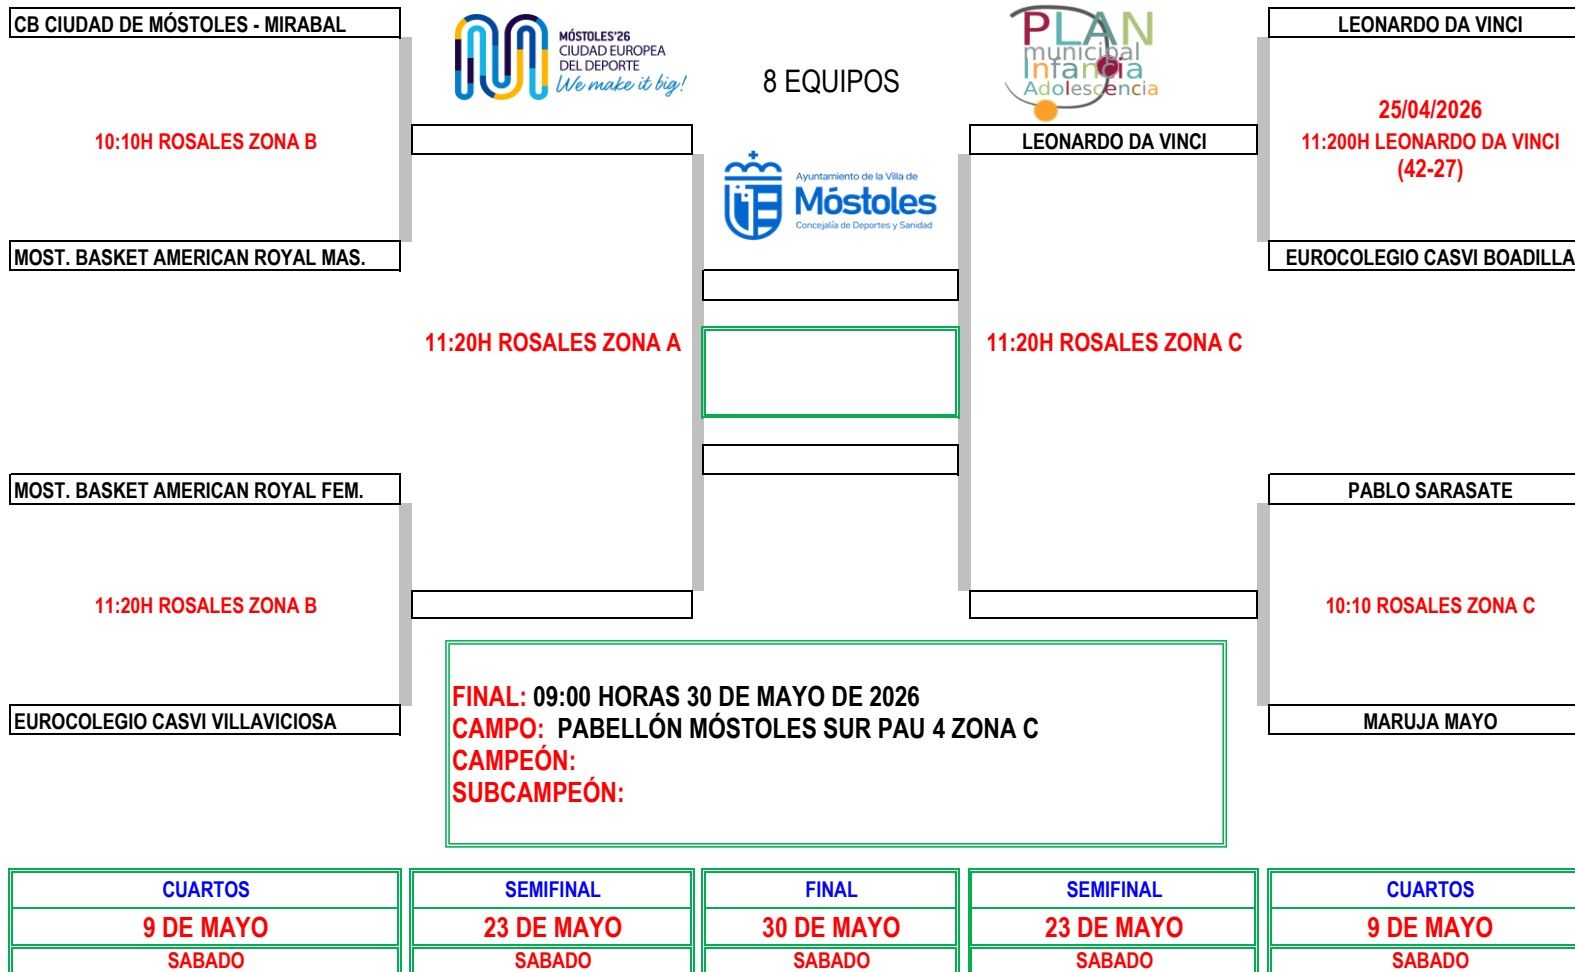 CB CIUDAD DE MÓSTOLES - MIRABAL
MÓSTOLES'26
CIUDAD EUROPEA
DEL DEPORTE
We make it big!
8 EQUIPOS
PLAN
municipal
Infancia
Adolescencia
LEONARDO DA VINCI
25/04/2026
11:200H LEONARDO DA VINCI
(42-27)
10:10H ROSALES ZONA B
LEONARDO DA VINCI
Ayuntamiento de la Villa de
Móstoles
Concejalía de Deportes y Sanidad
MOST. BASKET AMERICAN ROYAL MAS.
EUROCOLEGIO CASVI BOADILLA
11:20H ROSALES ZONA A
11:20H ROSALES ZONA C
MOST. BASKET AMERICAN ROYAL FEM.
PABLO SARASATE
11:20H ROSALES ZONA B
10:10 ROSALES ZONA C
EUROCOLEGIO CASVI VILLAVICIOSA
MARUJA MAYO
FINAL: 09:00 HORAS 30 DE MAYO DE 2026
CAMPO: PABELLÓN MÓSTOLES SUR PAU 4 ZONA C
CAMPEÓN:
SUBCAMPEÓN:
CUARTOS SEMIFINAL FINAL SEMIFINAL CUARTOS
9 DE MAYO 23 DE MAYO 30 DE MAYO 23 DE MAYO 9 DE MAYO
SABADO SABADO SABADO SABADO SABADO